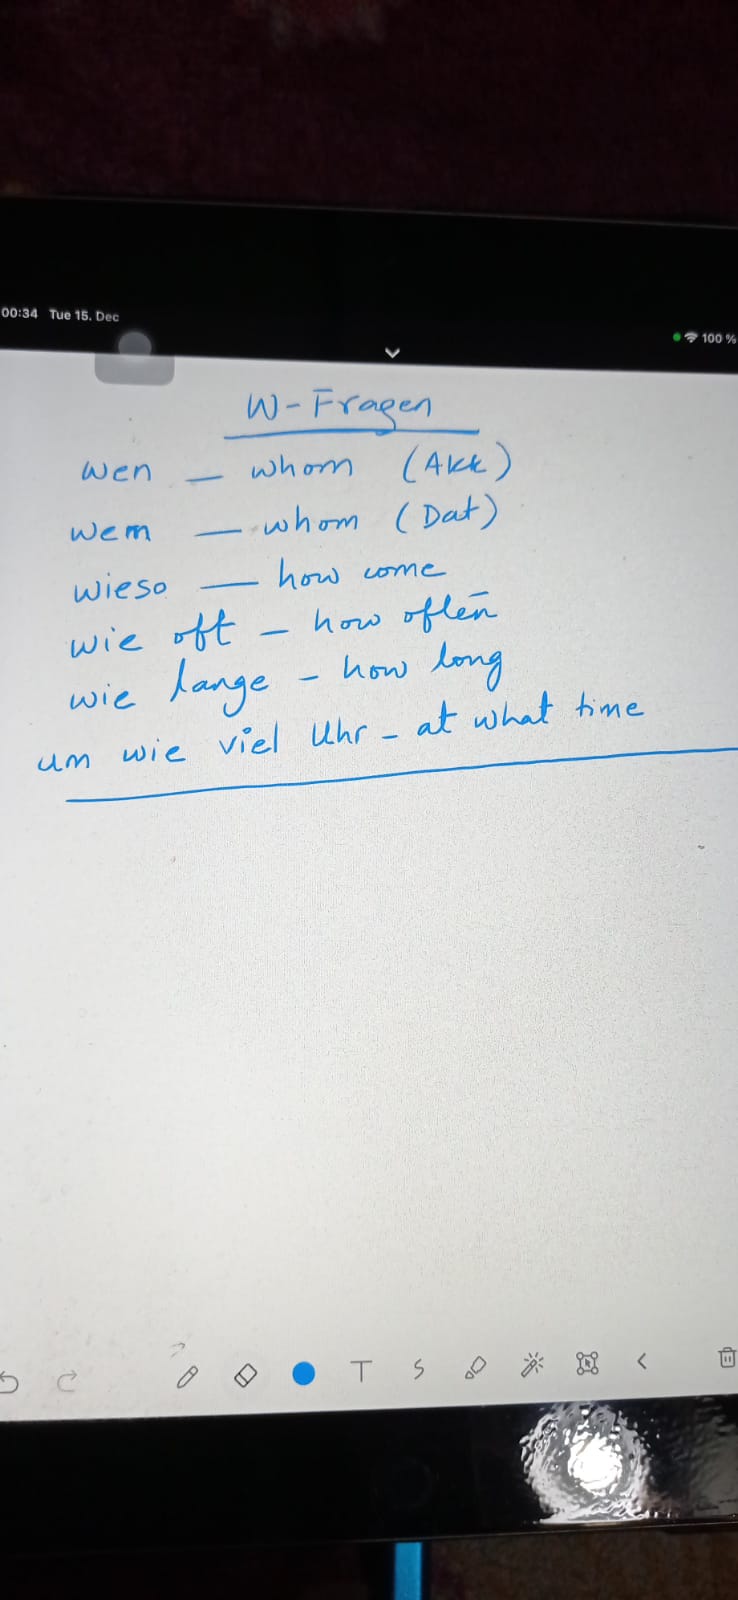 00:34 Tue 15. Dec
100 %
W-Fragen
wen - whom (Akk)
wem - whom (Dat)
wieso - how come
wie oft - how often
wie lange - how long
um wie viel Uhr - at what time
T